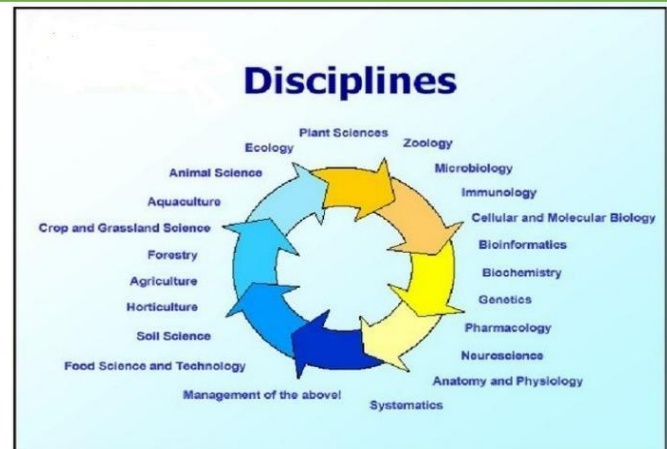 Disciplines
Plant Sciences
Zoology
Microbiology
Immunology
Cellular and Molecular Biology
Bioinformatics
Biochemistry
Genetics
Pharmacology
Neuroscience
Anatomy and Physiology
Systematics
Management of the above!
Food Science and Technology
Soil Science
Horticulture
Agriculture
Forestry
Crop and Grassland Science
Aquaculture
Animal Science
Ecology